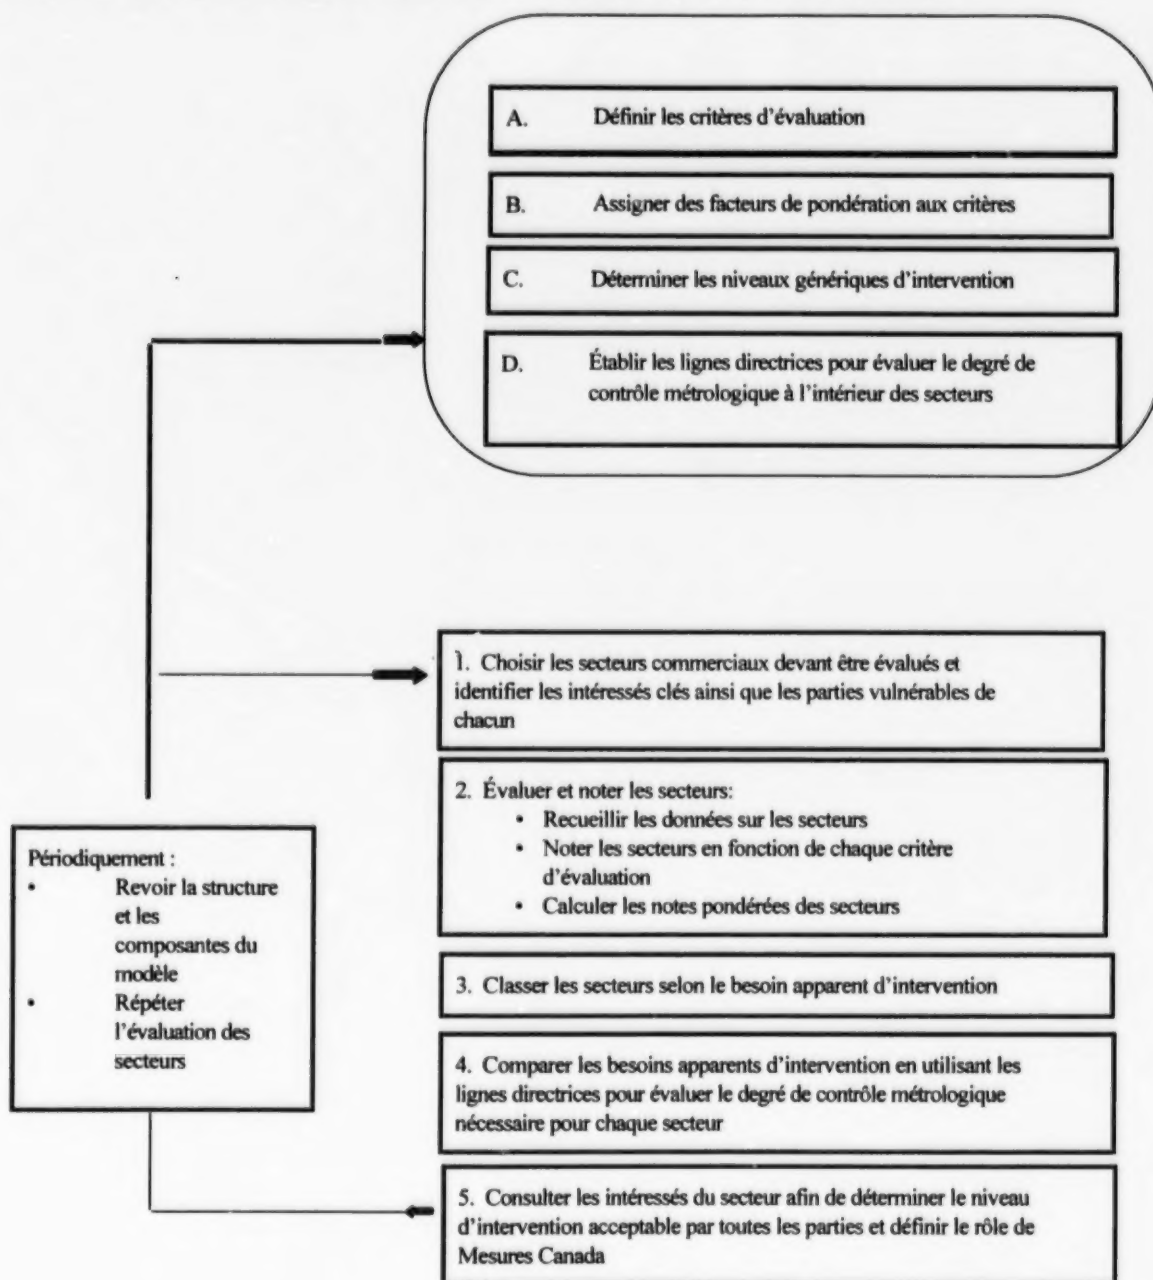 A. Définir les critères d'évaluation
B. Assigner des facteurs de pondération aux critères
C. Déterminer les niveaux génériques d'intervention
D. Établir les lignes directrices pour évaluer le degré de
contrôle métrologique à l'intérieur des secteurs
1. Choisir les secteurs commerciaux devant être évalués et
identifier les intéressés clés ainsi que les parties vulnérables de
chacun
2. Évaluer et noter les secteurs:
• Recueillir les données sur les secteurs
• Noter les secteurs en fonction de chaque critère
d'évaluation
• Calculer les notes pondérées des secteurs
Périodiquement :
• Revoir la structure
et les
composantes du
modèle
• Répéter
l'évaluation des
secteurs
3. Classer les secteurs selon le besoin apparent d'intervention
4. Comparer les besoins apparents d'intervention en utilisant les
lignes directrices pour évaluer le degré de contrôle métrologique
nécessaire pour chaque secteur
5. Consulter les intéressés du secteur afin de déterminer le niveau
d'intervention acceptable par toutes les parties et définir le rôle de
Mesures Canada